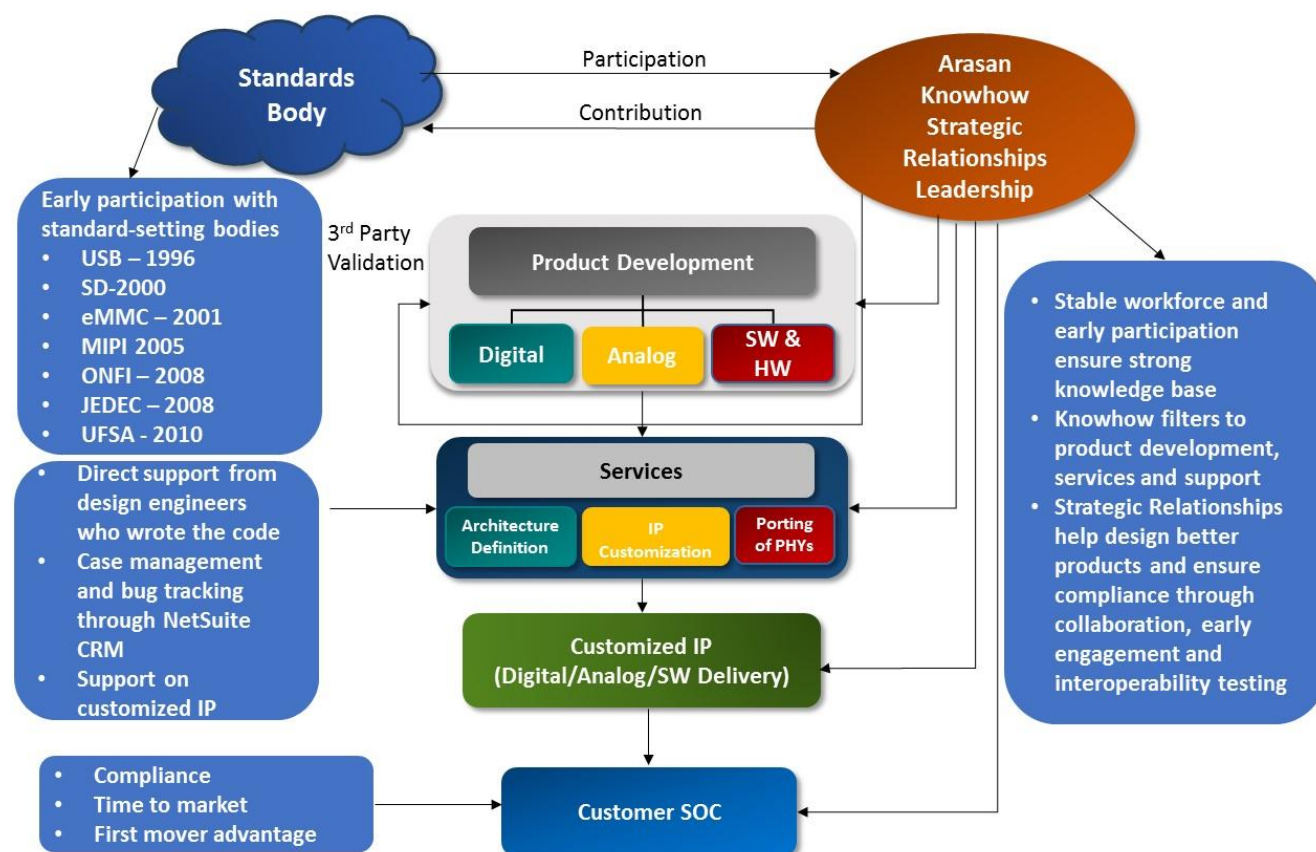 Standards
Body
Participation
Contribution
Arasan
Knowhow
Strategic
Relationships
Leadership
Early participation with
standard-setting bodies
• USB – 1996
• SD-2000
• eMMC – 2001
• MIPI 2005
• ONFI – 2008
• JEDEC – 2008
• UFSA - 2010
3rd Party
Validation
Product Development
Digital
Analog
SW &
HW
• Stable workforce and
early participation
ensure strong
knowledge base
• Knowhow filters to
product development,
services and support
• Strategic Relationships
help design better
products and ensure
compliance through
collaboration, early
engagement and
interoperability testing
• Direct support from
design engineers
who wrote the code
• Case management
and bug tracking
through NetSuite
CRM
• Support on
customized IP
Services
Architecture
Definition
IP
Customization
Porting
of PHYs
Customized IP
(Digital/Analog/SW Delivery)
• Compliance
• Time to market
• First mover advantage
Customer SOC